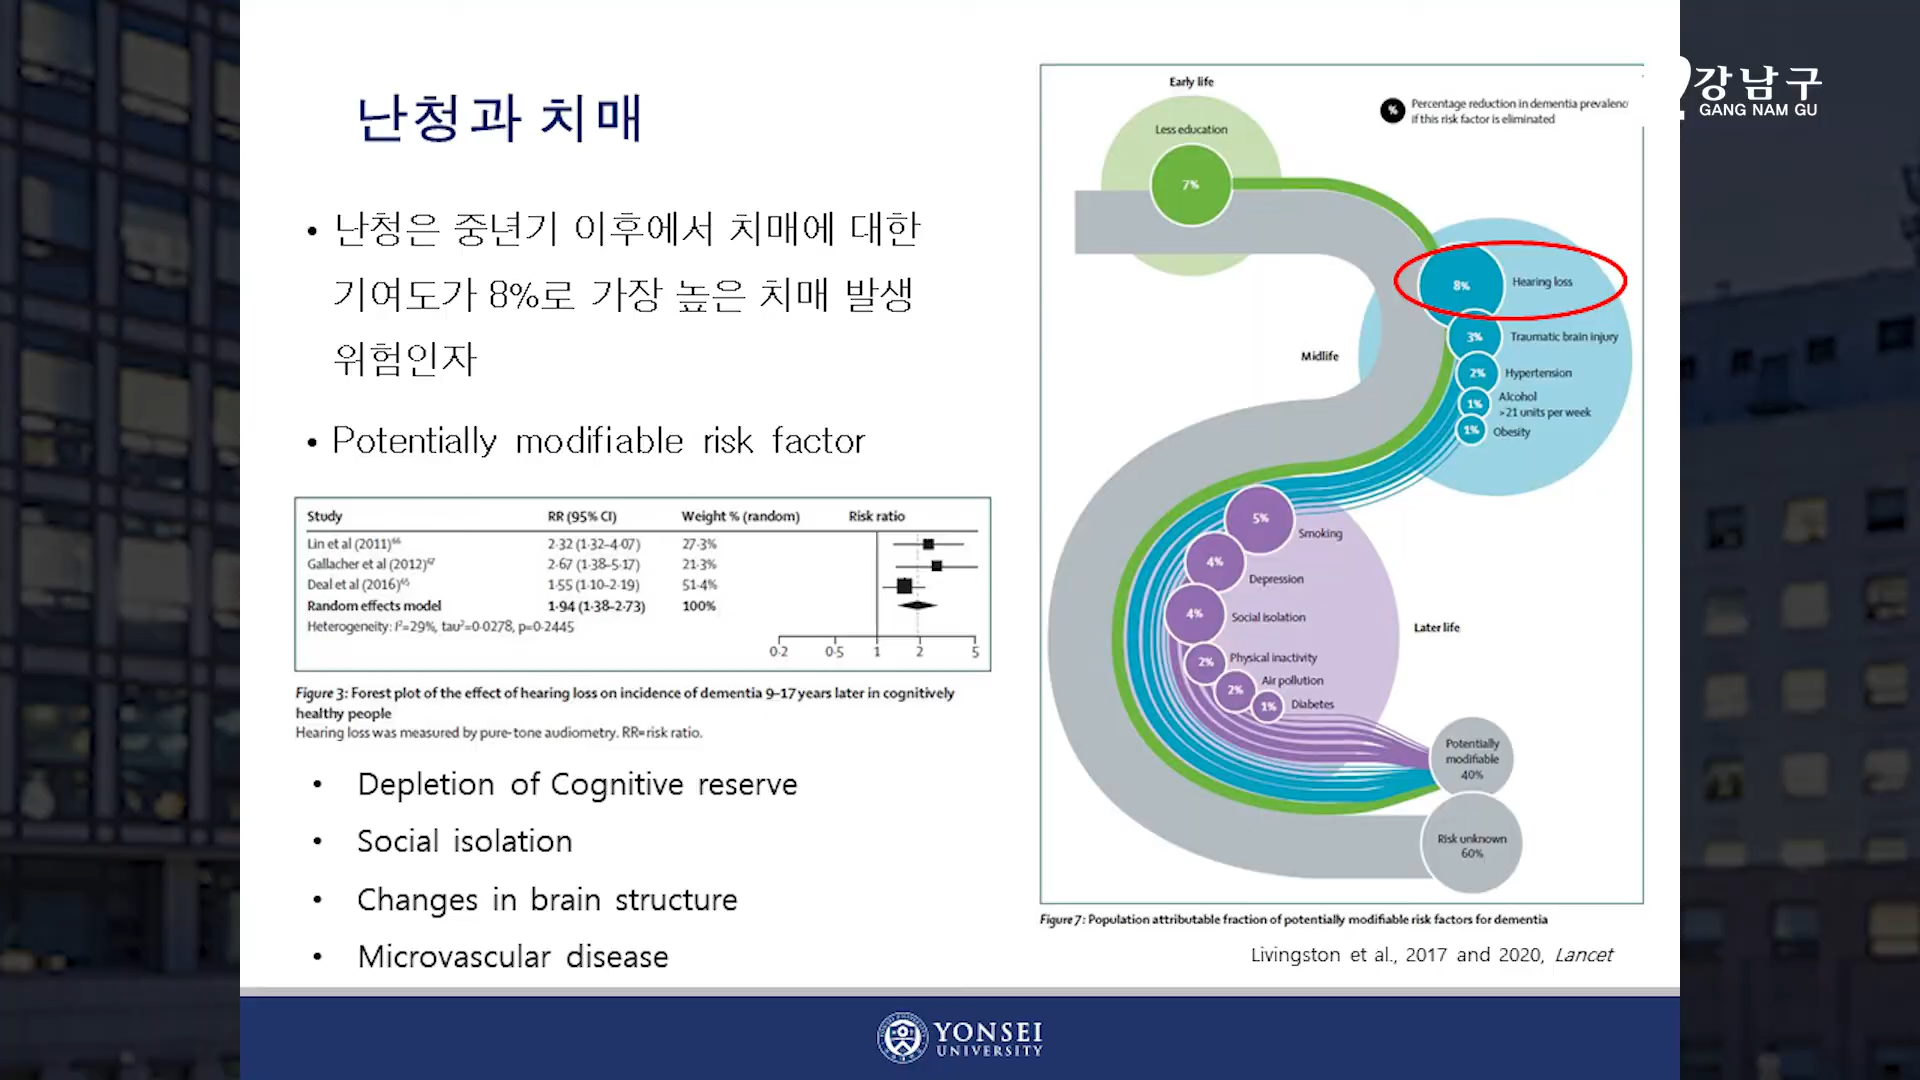 난청과 치매
• 난청은 중년기 이후에서 치매에 대한
기여도가 8%로 가장 높은 치매 발생
위험인자
• Potentially modifiable risk factor
Study RR (95% CI) Weight % (random) Risk ratio
Lin et al (2011)⁶⁶ 2·32 (1·32–4·07) 27·3%
Gallacher et al (2012)⁶⁷ 2·67 (1·38–5·17) 21·3%
Deal et al (2016)⁶⁵ 1·55 (1·10–2·19) 51·4%
Random effects model 1·94 (1·38–2·73) 100%
Heterogeneity: I²=29%, tau²=0·0278, p=0·2445
0·2 0·5 1 2 5
Figure 3: Forest plot of the effect of hearing loss on incidence of dementia 9–17 years later in cognitively
healthy people
Hearing loss was measured by pure-tone audiometry. RR=risk ratio.
• Depletion of Cognitive reserve
• Social isolation
• Changes in brain structure
• Microvascular disease
Early life
% Percentage reduction in dementia prevalenc
if this risk factor is eliminated
Less education
7%
8% Hearing loss
3% Traumatic brain injury
Midlife
2% Hypertension
1% Alcohol
>21 units per week
1% Obesity
5% Smoking
4% Depression
4% Social isolation
Later life
2% Physical inactivity
2% Air pollution
1% Diabetes
Potentially
modifiable
40%
Risk unknown
60%
Figure 7: Population attributable fraction of potentially modifiable risk factors for dementia
Livingston et al., 2017 and 2020, Lancet
강남구
GANG NAM GU
YONSEI
UNIVERSITY